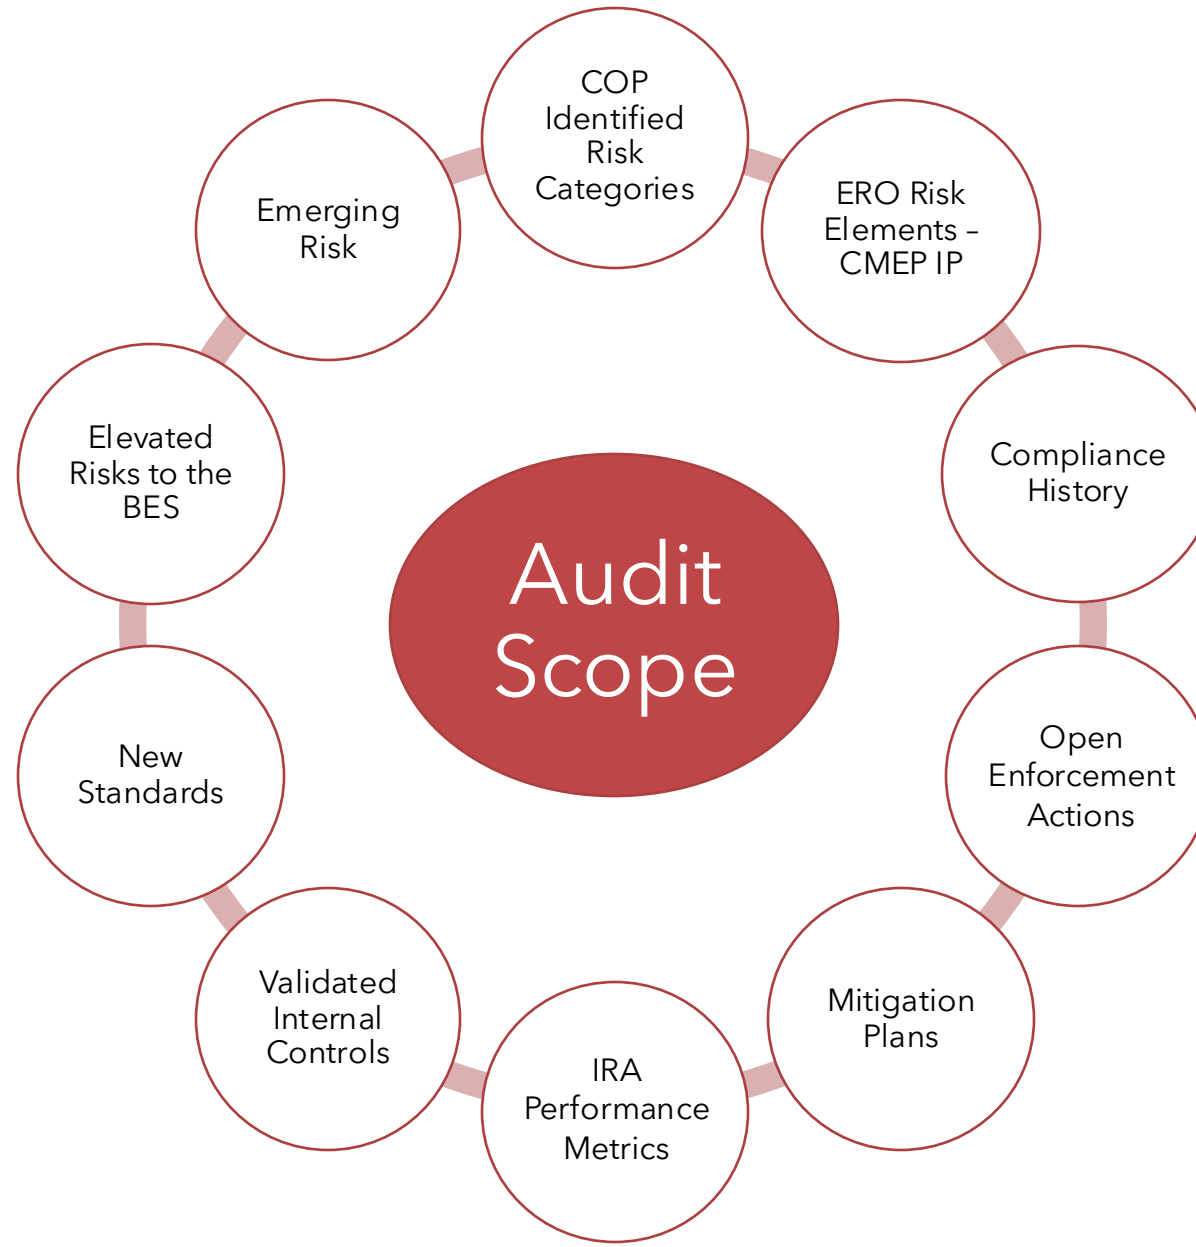 COP
Identified
Risk
Categories
ERO Risk
Elements –
CMEP IP
Compliance
History
Open
Enforcement
Actions
Mitigation
Plans
IRA
Performance
Metrics
Validated
Internal
Controls
New
Standards
Elevated
Risks to the
BES
Emerging
Risk
Audit
Scope